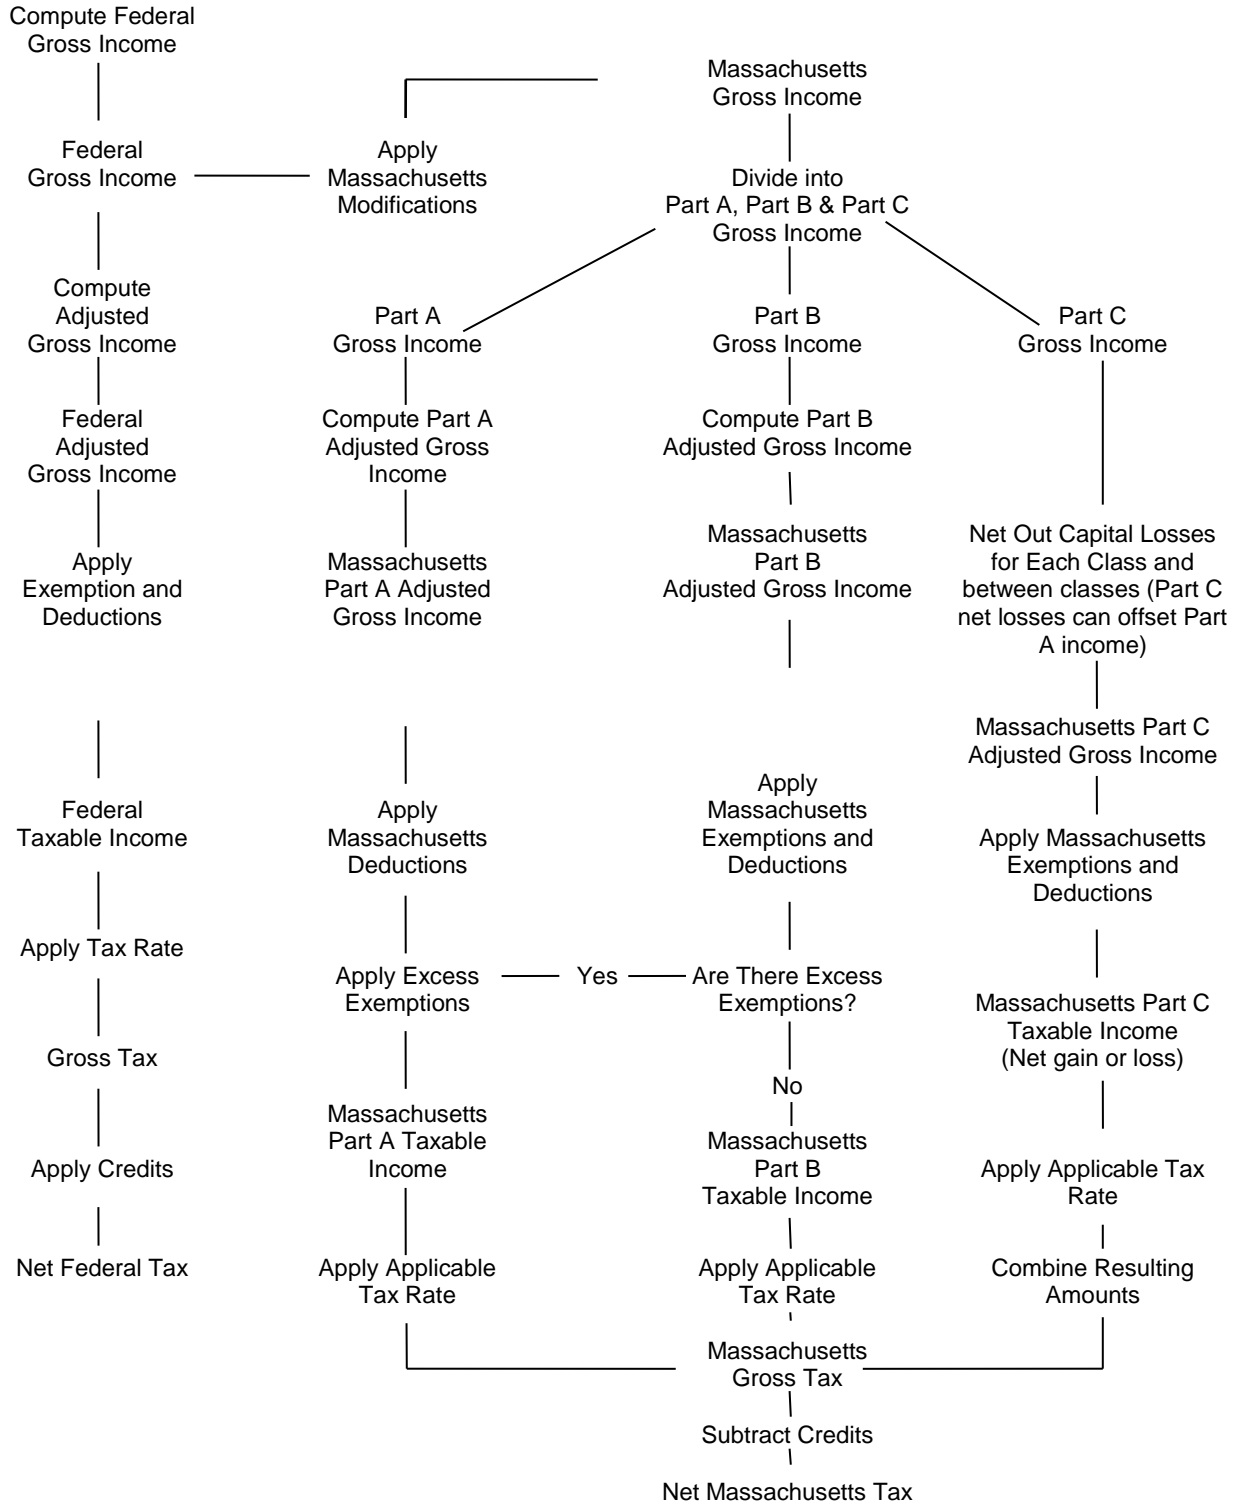 Compute Federal
Gross Income
Massachusetts
Gross Income
Federal
Gross Income
Apply
Massachusetts
Modifications
Divide into
Part A, Part B & Part C
Gross Income
Compute
Adjusted
Gross Income
Part A
Gross Income
Part B
Gross Income
Part C
Gross Income
Federal
Adjusted
Gross Income
Compute Part A
Adjusted Gross
Income
Compute Part B
Adjusted Gross Income
Apply
Exemption and
Deductions
Massachusetts
Part A Adjusted
Gross Income
Massachusetts
Part B
Adjusted Gross Income
Net Out Capital Losses
for Each Class and
between classes (Part C
net losses can offset Part
A income)
Massachusetts Part C
Adjusted Gross Income
Federal
Taxable Income
Apply
Massachusetts
Deductions
Apply
Massachusetts
Exemptions and
Deductions
Apply Massachusetts
Exemptions and
Deductions
Apply Tax Rate
Apply Excess
Exemptions
Yes
Are There Excess
Exemptions?
Massachusetts Part C
Taxable Income
(Net gain or loss)
Gross Tax
No
Massachusetts
Part A Taxable
Income
Massachusetts
Part B
Taxable Income
Apply Credits
Apply Applicable Tax
Rate
Net Federal Tax
Apply Applicable
Tax Rate
Apply Applicable
Tax Rate
Combine Resulting
Amounts
Massachusetts
Gross Tax
Subtract Credits
Net Massachusetts Tax